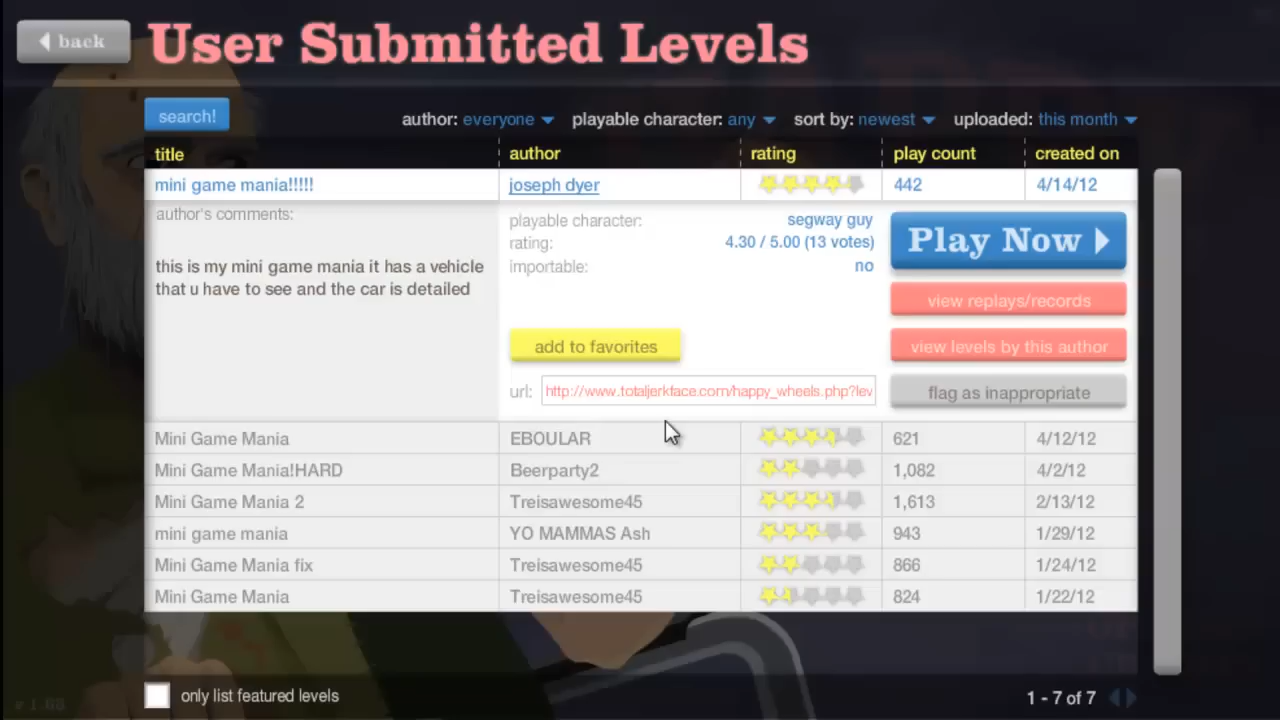 back
User Submitted Levels
search!
author: everyone
playable character: any
sort by: newest
uploaded: this month
title author rating play count created on
mini game mania!!!!! joseph dyer 442 4/14/12
author's comments:
this is my mini game mania it has a vehicle
that u have to see and the car is detailed
playable character: segway guy
rating: 4.30 / 5.00 (13 votes)
importable: no
add to favorites
url: http://www.totaljerkface.com/happy_wheels.php?lev
Play Now
view replays/records
view levels by this author
flag as inappropriate
Mini Game Mania EBOULAR 621 4/12/12
Mini Game Mania!HARD Beerparty2 1,082 4/2/12
Mini Game Mania 2 Treisawesome45 1,613 2/13/12
mini game mania YO MAMMAS Ash 943 1/29/12
Mini Game Mania fix Treisawesome45 866 1/24/12
Mini Game Mania Treisawesome45 824 1/22/12
only list featured levels
1 - 7 of 7